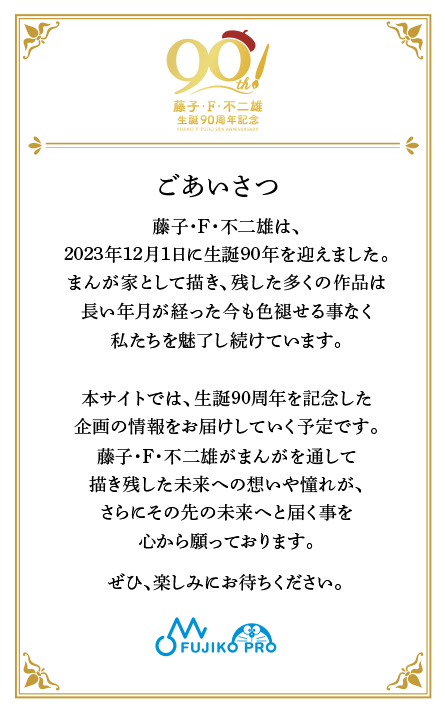 90th!
藤子・F・不二雄
生誕90周年記念
FUJIKO F FUJIO 90th ANNIVERSARY
ごあいさつ
藤子・F・不二雄は、
2023年12月1日に生誕90年を迎えました。
まんが家として描き、残した多くの作品は
長い年月が経った今も色褪せる事なく
私たちを魅了し続けています。
本サイトでは、生誕90周年を記念した
企画の情報をお届けしていく予定です。
藤子・F・不二雄がまんがを通して
描き残した未来への想いや憧れが、
さらにその先の未来へと届く事を
心から願っております。
ぜひ、楽しみにお待ちください。
FUJIKO PRO